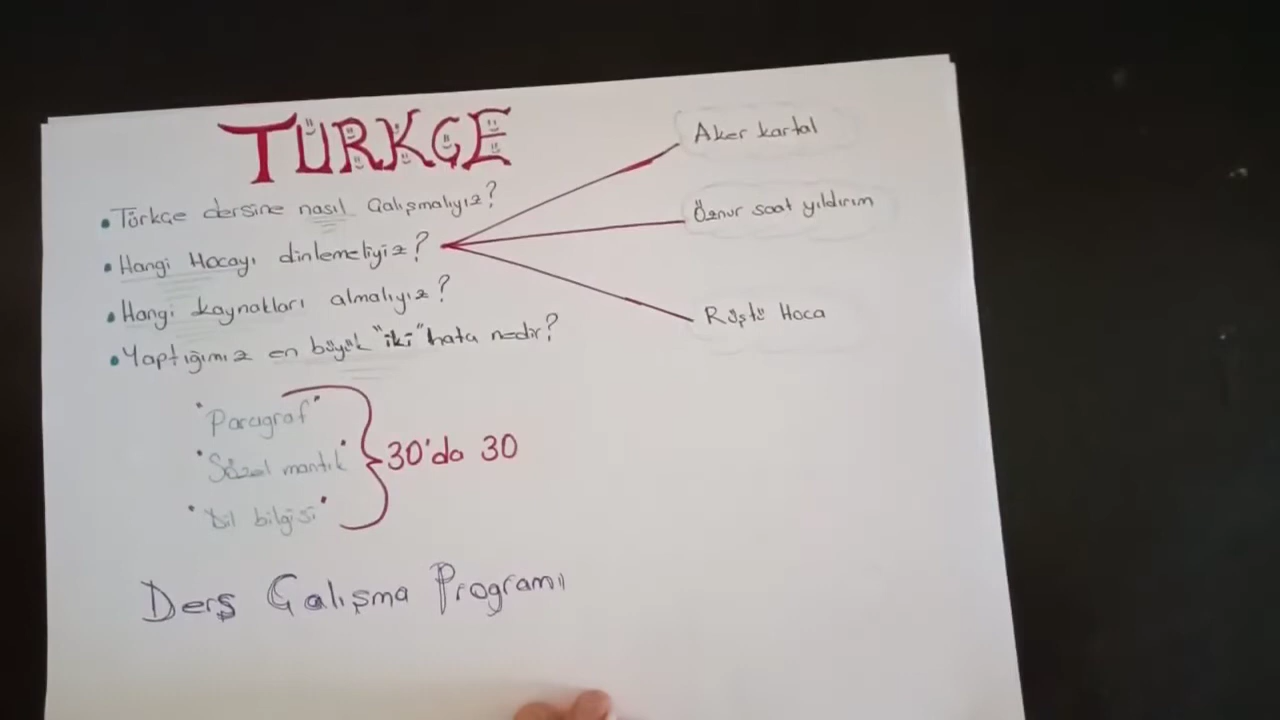 TÜRKÇE
• Türkçe dersine nasıl Çalışmalıyız?
• Hangi Hocayı dinlemeliyiz?
Aker kartal
Öznur saat yıldırım
Rüştü Hoca
• Hangi kaynakları almalıyız?
• Yaptığımız en büyük "iki" hata nedir?
"Paragraf"
"Sözel mantık"
"Dil bilgisi"
30'da 30
Ders Çalışma Programı